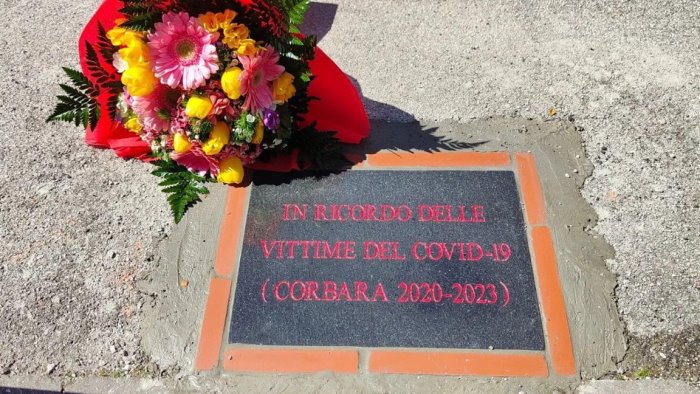 IN RICORDO DELLE
VITTIME DEL COVID-19
(CORBARA 2020-2023)